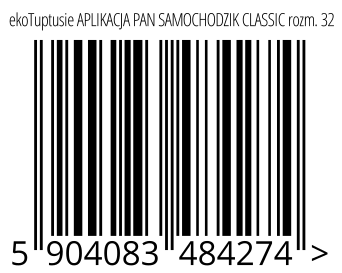 ekoTuptusie APLIKACJA PAN SAMOCHODZIK CLASSIC rozm. 32
5 904083 484274 >